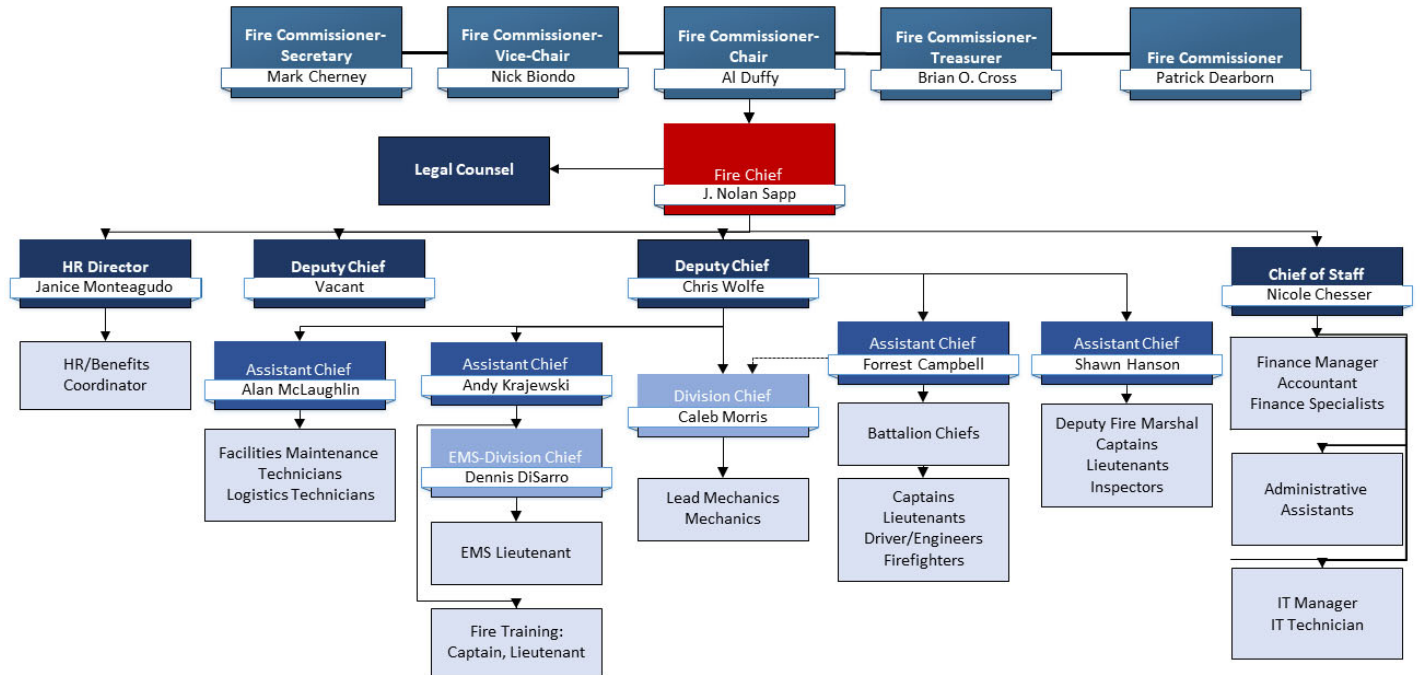 Fire Commissioner-
Secretary
Mark Cherney
Fire Commissioner-
Vice-Chair
Nick Biondo
Fire Commissioner-
Chair
Al Duffy
Fire Commissioner-
Treasurer
Brian O. Cross
Fire Commissioner
Patrick Dearborn
Legal Counsel
Fire Chief
J. Nolan Sapp
HR Director
Janice Monteagudo
Deputy Chief
Vacant
Deputy Chief
Chris Wolfe
Chief of Staff
Nicole Chesser
HR/Benefits
Coordinator
Assistant Chief
Alan McLaughlin
Assistant Chief
Andy Krajewski
Division Chief
Caleb Morris
Assistant Chief
Forrest Campbell
Assistant Chief
Shawn Hanson
Finance Manager
Accountant
Finance Specialists
Facilities Maintenance
Technicians
Logistics Technicians
EMS-Division Chief
Dennis DiSarro
Lead Mechanics
Mechanics
Battalion Chiefs
Deputy Fire Marshal
Captains
Lieutenants
Inspectors
Administrative
Assistants
EMS Lieutenant
Captains
Lieutenants
Driver/Engineers
Firefighters
Fire Training:
Captain, Lieutenant
IT Manager
IT Technician